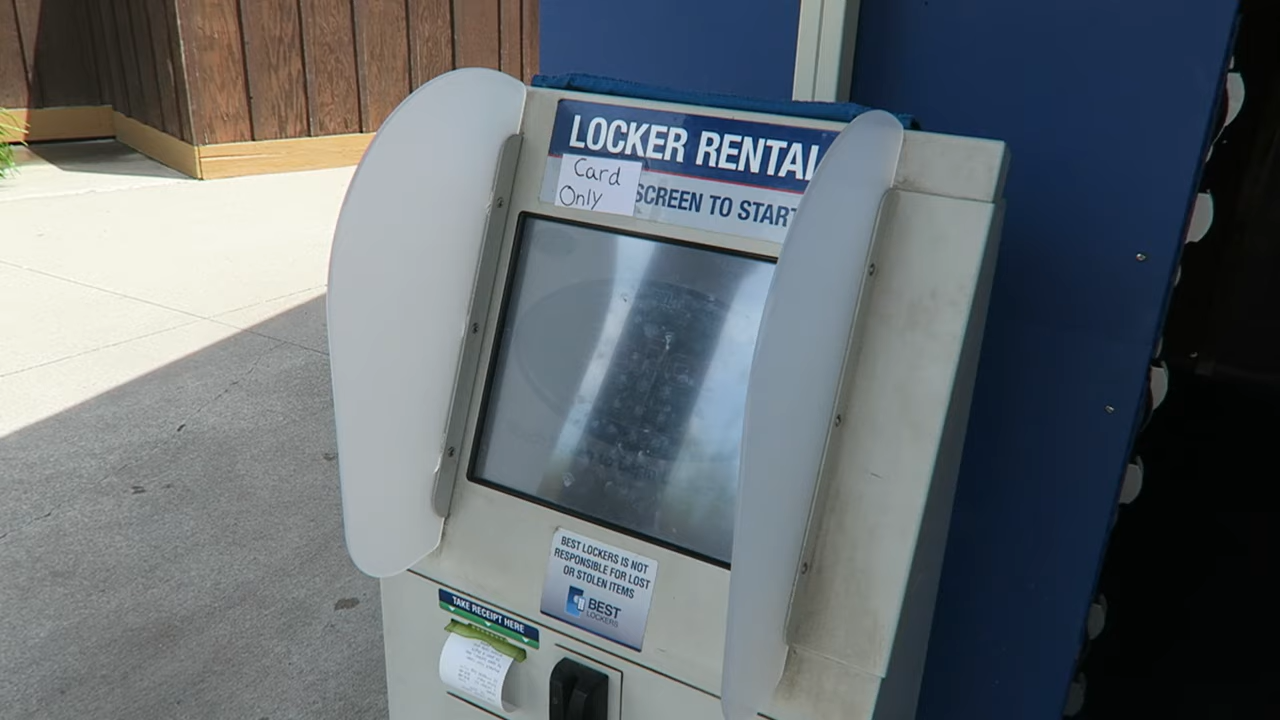 LOCKER RENTAL
Card
Only
SCREEN TO START
BEST LOCKERS IS NOT
RESPONSIBLE FOR LOST
OR STOLEN ITEMS
BEST
LOCKERS
TAKE RECEIPT HERE